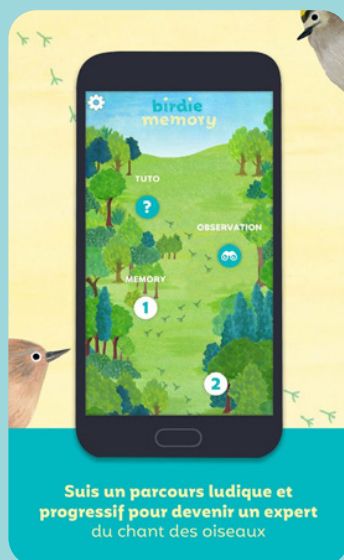 birdie
memory
TUTO
?
OBSERVATION
MEMORY
1
2
Suis un parcours ludique et
progressif pour devenir un expert
du chant des oiseaux